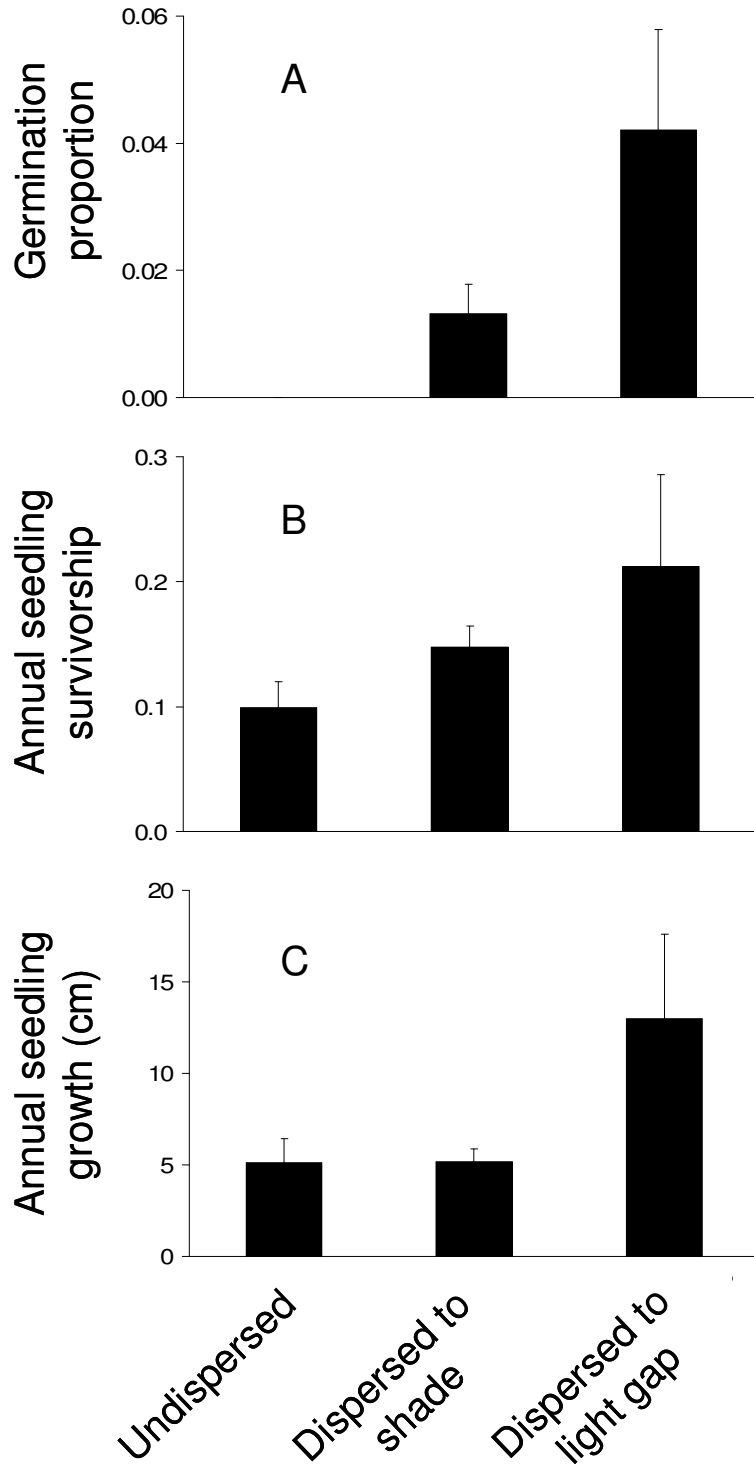 0.06
A
0.04
0.02
0.00
Germination
proportion
0.3
B
0.2
0.1
0.0
Annual seedling
survivorship
20
C
15
10
5
0
Annual seedling
growth (cm)
Undispersed
Dispersed to
shade
Dispersed to
light gap